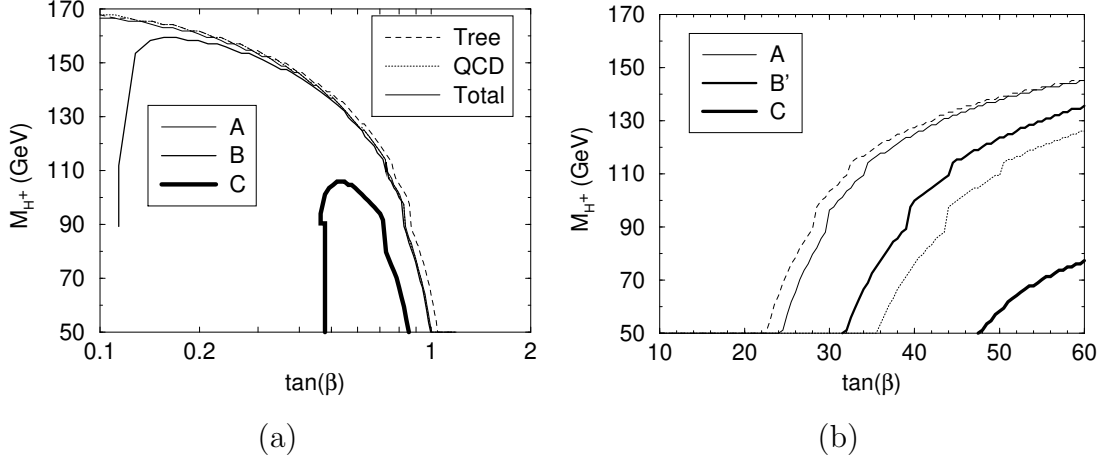 170
150
130
110
90
70
50
M_H+ (GeV)
0.1 0.2 1 2
tan(β)
Tree
QCD
Total
A
B
C
(a)
170
150
130
110
90
70
50
M_H+ (GeV)
10 20 30 40 50 60
tan(β)
A
B’
C
(b)